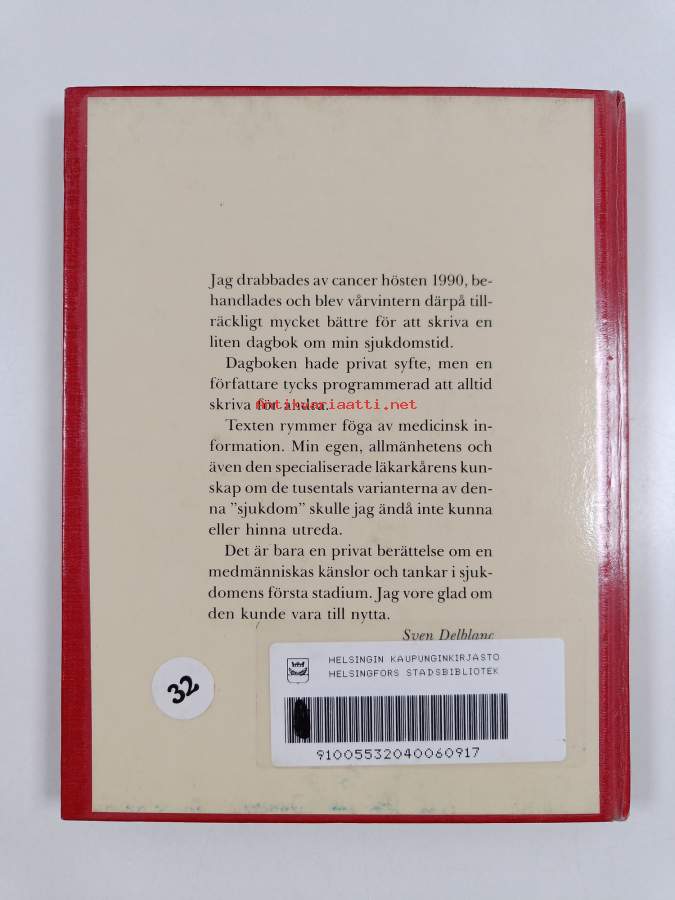 Jag drabbades av cancer hösten 1990, be-
handlades och blev vårvintern därpå till-
räckligt mycket bättre för att skriva en
liten dagbok om min sjukdomstid.
Dagboken hade privat syfte, men en
författare tycks programmerad att alltid
skriva för andra.
antikvariaatti.net
Texten rymmer föga av medicinsk in-
formation. Min egen, allmänhetens och
även den specialiserade läkarkårens kun-
skap om de tusentals varianterna av den-
na ”sjukdom” skulle jag ändå inte kunna
eller hinna utreda.
Det är bara en privat berättelse om en
medmänniskas känslor och tankar i sjuk-
domens första stadium. Jag vore glad om
den kunde vara till nytta.
Sven Delblanc
HELSINGIN KAUPUNGINKIRJASTO
HELSINGFORS STADSBIBLIOTEK
32
91005532040060917